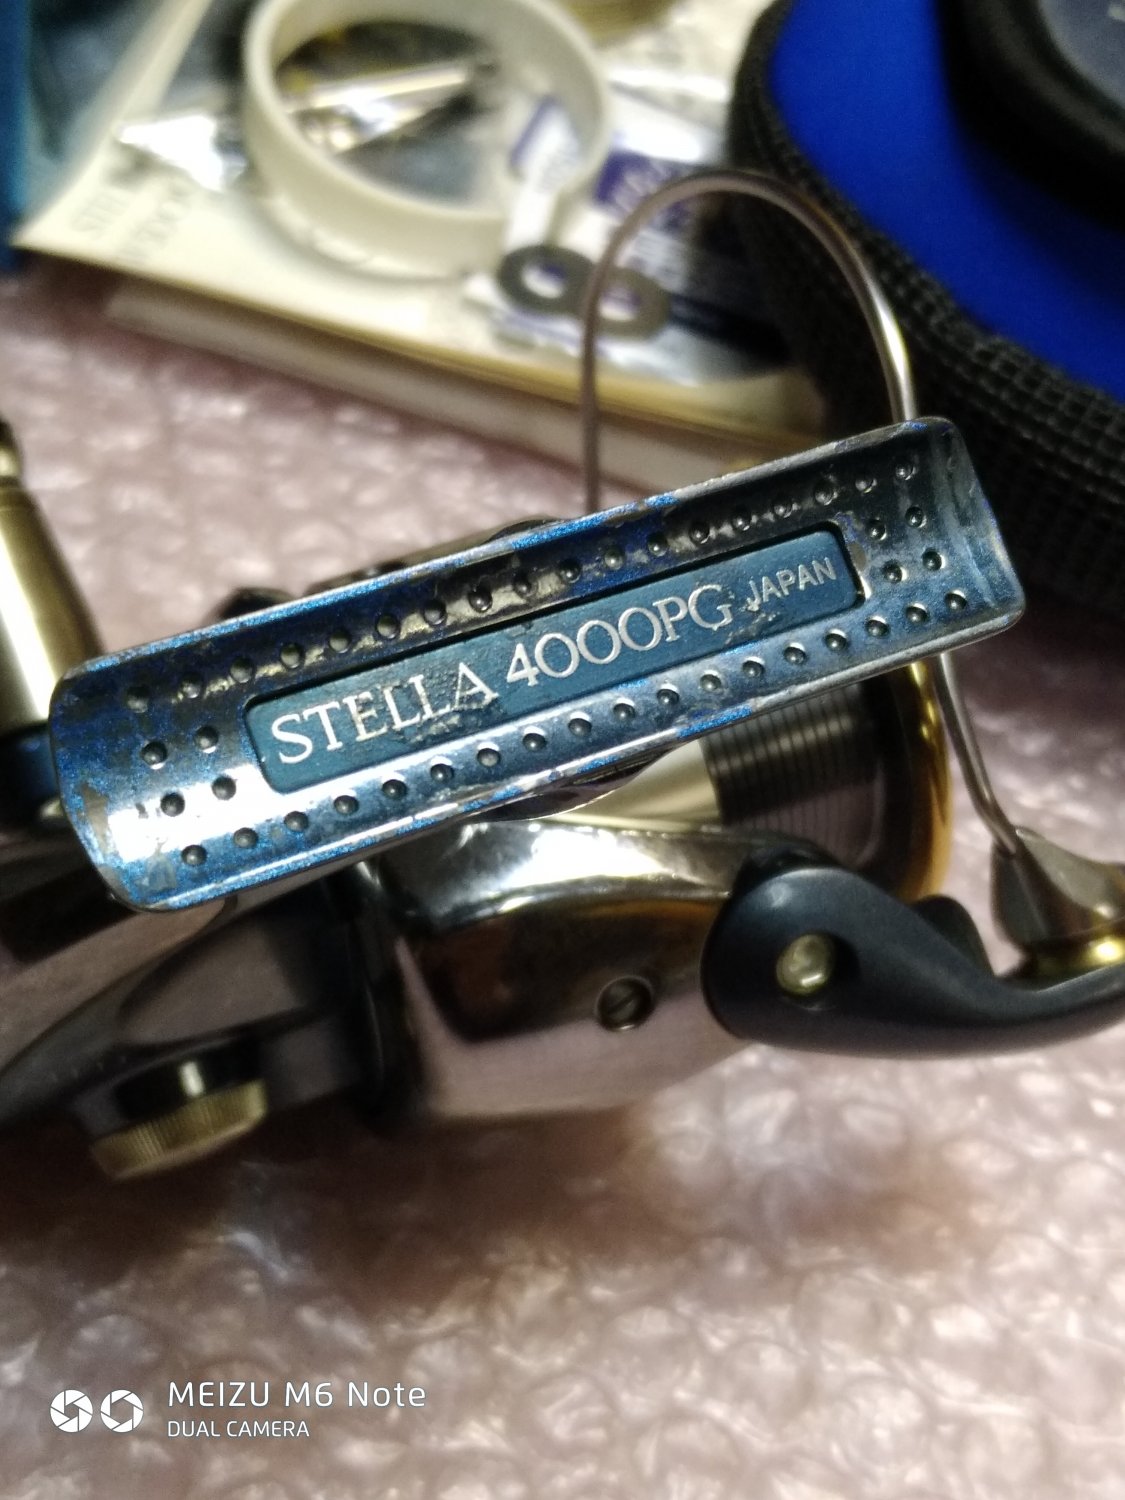 STELLA 4000PG JAPAN
MEIZU M6 Note
DUAL CAMERA